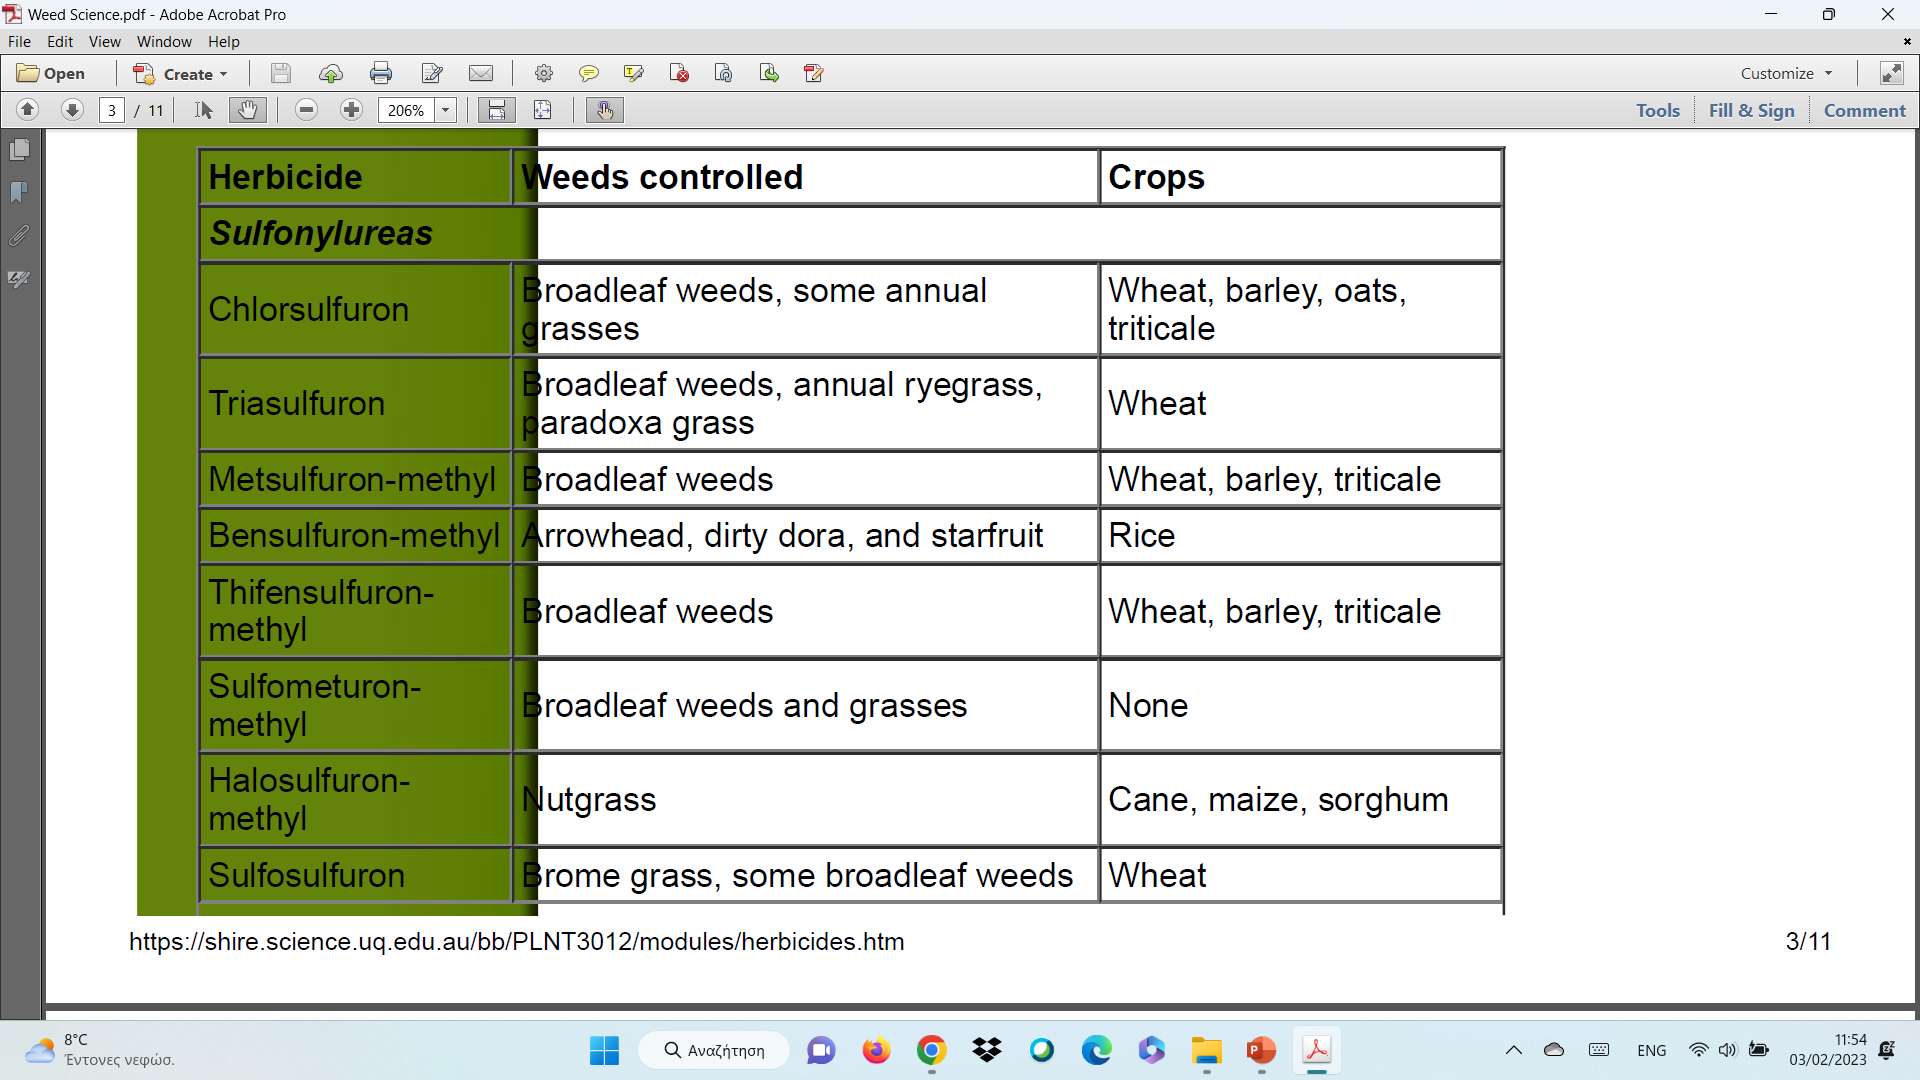 Weed Science.pdf - Adobe Acrobat Pro
File Edit View Window Help
Open Create Customize
3 / 11 206% Tools Fill & Sign Comment
Herbicide Weeds controlled Crops
Sulfonylureas
Chlorsulfuron Broadleaf weeds, some annual grasses Wheat, barley, oats, triticale
Triasulfuron Broadleaf weeds, annual ryegrass, paradoxa grass Wheat
Metsulfuron-methyl Broadleaf weeds Wheat, barley, triticale
Bensulfuron-methyl Arrowhead, dirty dora, and starfruit Rice
Thifensulfuron-methyl Broadleaf weeds Wheat, barley, triticale
Sulfometuron-methyl Broadleaf weeds and grasses None
Halosulfuron-methyl Nutgrass Cane, maize, sorghum
Sulfosulfuron Brome grass, some broadleaf weeds Wheat
https://shire.science.uq.edu.au/bb/PLNT3012/modules/herbicides.htm 3/11
8°C
Έντονες νεφώσ.
Αναζήτηση
ENG
11:54
03/02/2023